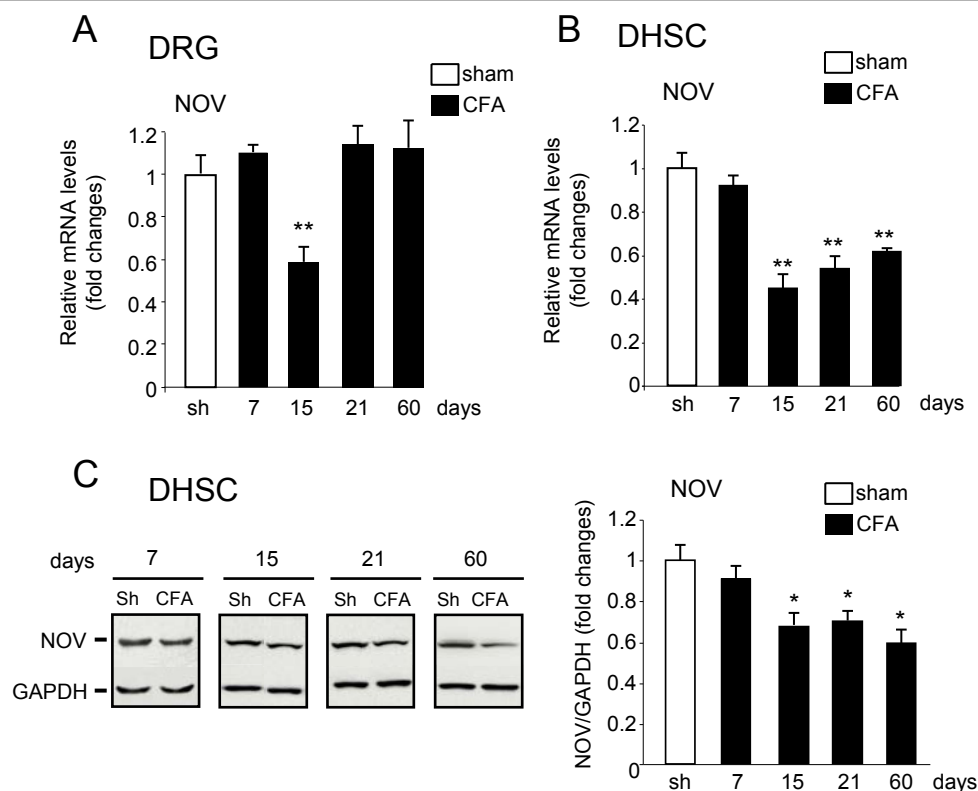 A
DRG
sham
CFA
NOV
Relative mRNA levels
(fold changes)
1.2
1
0.8
0.6
0.4
0.2
0
**
sh 7 15 21 60 days
B
DHSC
sham
CFA
NOV
Relative mRNA levels
(fold changes)
1.2
1
0.8
0.6
0.4
0.2
0
** ** **
sh 7 15 21 60 days
C
DHSC
days 7 15 21 60
Sh CFA Sh CFA Sh CFA Sh CFA
NOV
GAPDH
NOV
sham
CFA
NOV/GAPDH (fold changes)
1.2
1
0.8
0.6
0.4
0.2
0
* * *
sh 7 15 21 60 days